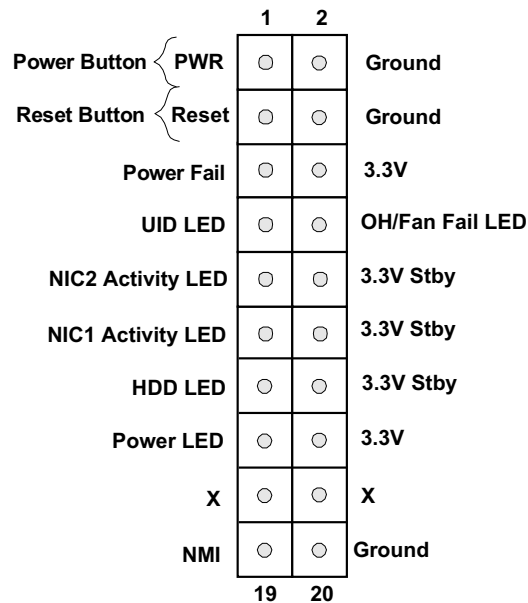 1 2
Power Button PWR Ground
Reset Button Reset Ground
Power Fail 3.3V
UID LED OH/Fan Fail LED
NIC2 Activity LED 3.3V Stby
NIC1 Activity LED 3.3V Stby
HDD LED 3.3V Stby
Power LED 3.3V
X X
NMI Ground
19 20